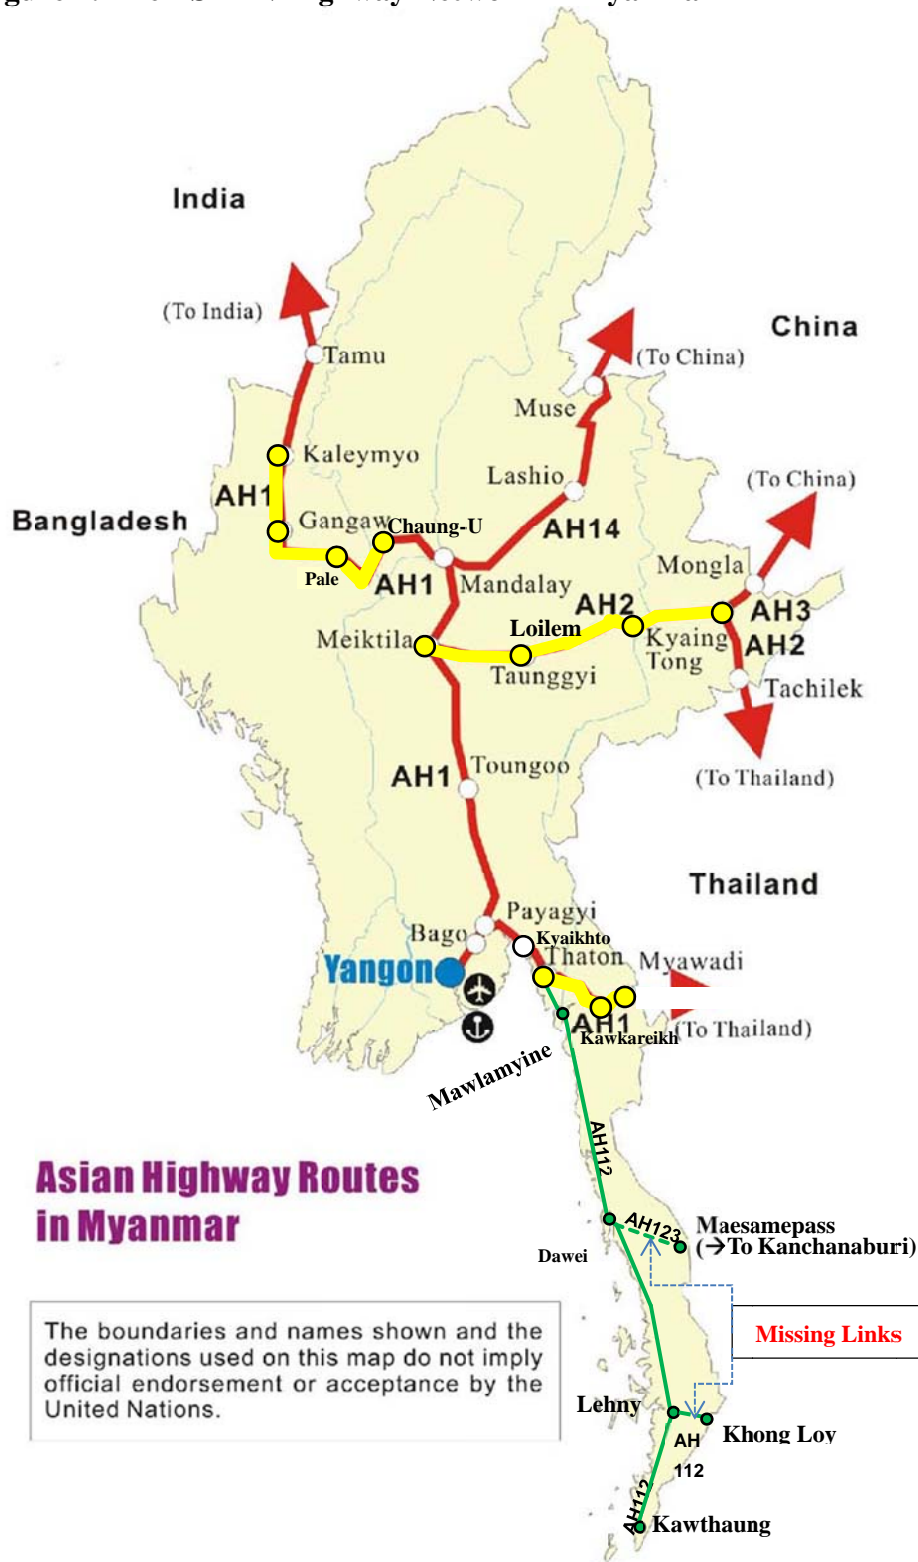 India
(To India)
China
(To China)
Tamu
Muse
Kaleymyo
Lashio
(To China)
AH1
Bangladesh
Gangaw
Chaung-U
AH14
Mongla
Pale
AH1
Mandalay
AH2
AH3
Meiktila
Loilem
Kyaing
Tong
AH2
Taunggyi
Tachilek
AH1
Toungoo
(To Thailand)
Thailand
Payagyi
Bago
Kyaikhto
Yangon
Thaton
Myawadi
AH1
(To Thailand)
Kawkareikh
Mawlamyine
AH112
Asian Highway Routes
in Myanmar
AH123
Maesamepass
(→To Kanchanaburi)
Dawei
Missing Links
The boundaries and names shown and the
designations used on this map do not imply
official endorsement or acceptance by the
United Nations.
Lehny
Khong Loy
AH
112
AH112
Kawthaung